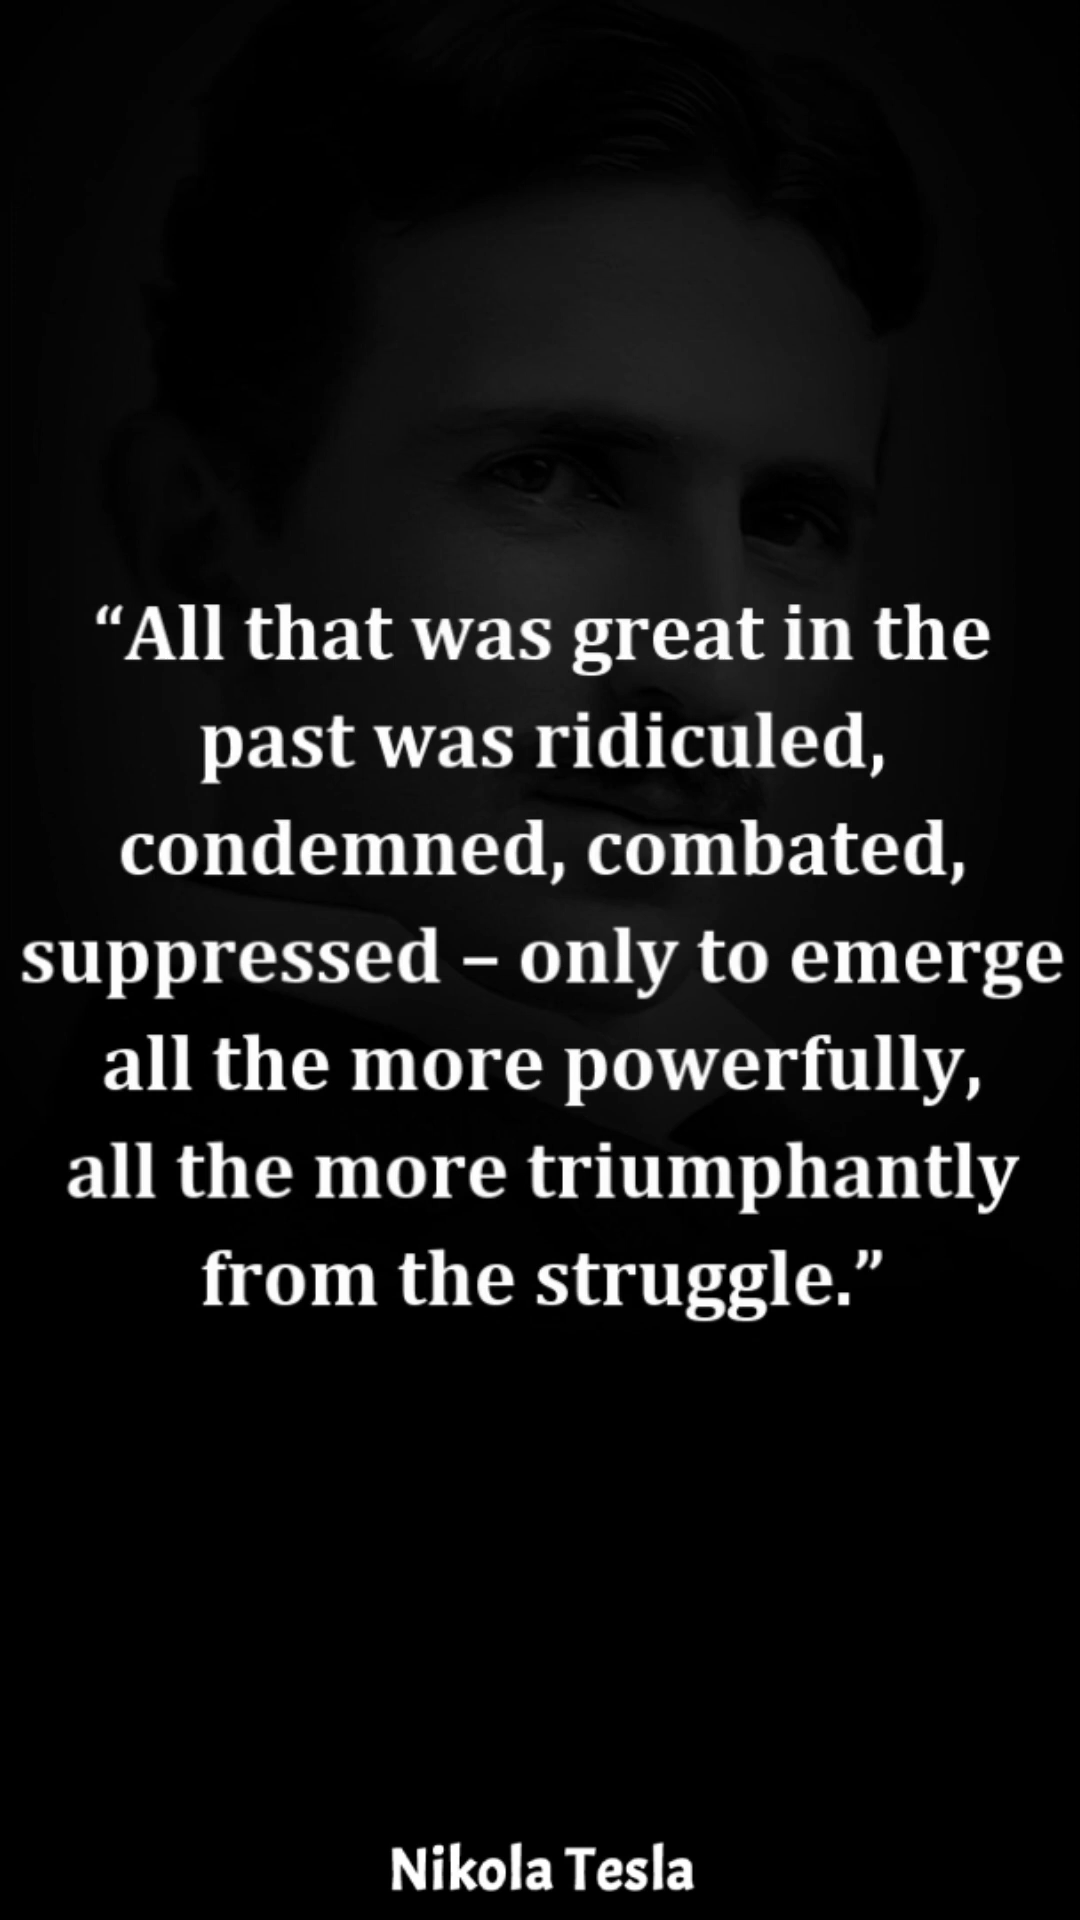 “All that was great in the
past was ridiculed,
condemned, combated,
suppressed – only to emerge
all the more powerfully,
all the more triumphantly
from the struggle.”
Nikola Tesla